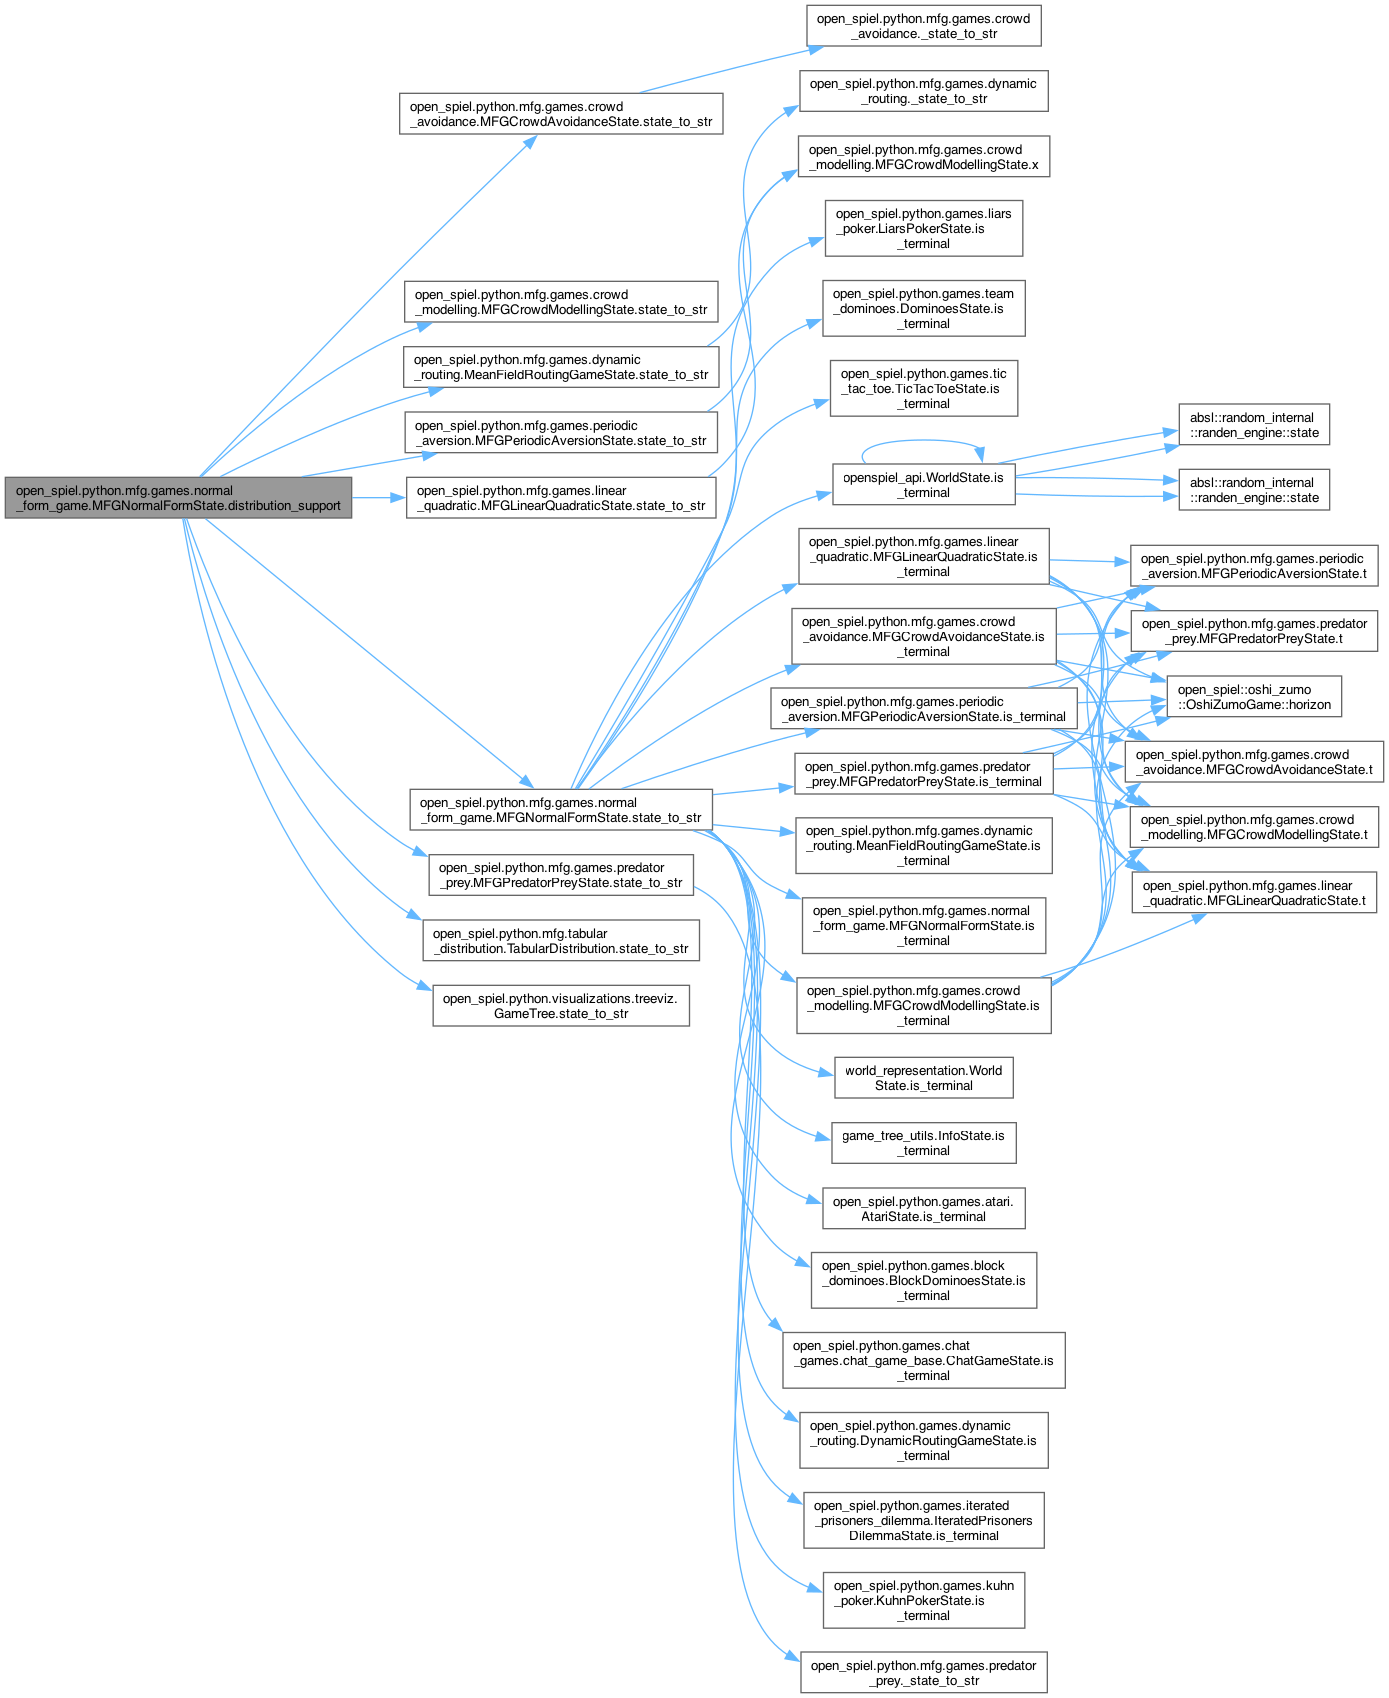 open_spiel.python.mfg.games.normal
_form_game.MFGNormalFormState.distribution_support
open_spiel.python.mfg.games.crowd
_avoidance.MFGCrowdAvoidanceState.state_to_str
open_spiel.python.mfg.games.crowd
_modelling.MFGCrowdModellingState.state_to_str
open_spiel.python.mfg.games.dynamic
_routing.MeanFieldRoutingGameState.state_to_str
open_spiel.python.mfg.games.periodic
_aversion.MFGPeriodicAversionState.state_to_str
open_spiel.python.mfg.games.linear
_quadratic.MFGLinearQuadraticState.state_to_str
open_spiel.python.mfg.games.normal
_form_game.MFGNormalFormState.state_to_str
open_spiel.python.mfg.games.predator
_prey.MFGPredatorPreyState.state_to_str
open_spiel.python.mfg.tabular
_distribution.TabularDistribution.state_to_str
open_spiel.python.visualizations.treeviz.
GameTree.state_to_str
open_spiel.python.mfg.games.crowd
_avoidance._state_to_str
open_spiel.python.mfg.games.dynamic
_routing._state_to_str
open_spiel.python.mfg.games.crowd
_modelling.MFGCrowdModellingState.x
open_spiel.python.games.liars
_poker.LiarsPokerState.is
_terminal
open_spiel.python.games.team
_dominoes.DominoesState.is
_terminal
open_spiel.python.games.tic
_tac_toe.TicTacToeState.is
_terminal
openspiel_api.WorldState.is
_terminal
open_spiel.python.mfg.games.linear
_quadratic.MFGLinearQuadraticState.is
_terminal
open_spiel.python.mfg.games.crowd
_avoidance.MFGCrowdAvoidanceState.is
_terminal
open_spiel.python.mfg.games.periodic
_aversion.MFGPeriodicAversionState.is_terminal
open_spiel.python.mfg.games.predator
_prey.MFGPredatorPreyState.is_terminal
open_spiel.python.mfg.games.dynamic
_routing.MeanFieldRoutingGameState.is
_terminal
open_spiel.python.mfg.games.normal
_form_game.MFGNormalFormState.is
_terminal
open_spiel.python.mfg.games.crowd
_modelling.MFGCrowdModellingState.is
_terminal
world_representation.World
State.is_terminal
game_tree_utils.InfoState.is
_terminal
open_spiel.python.games.atari.
AtariState.is_terminal
open_spiel.python.games.block
_dominoes.BlockDominoesState.is
_terminal
open_spiel.python.games.chat
_games.chat_game_base.ChatGameState.is
_terminal
open_spiel.python.games.dynamic
_routing.DynamicRoutingGameState.is
_terminal
open_spiel.python.games.iterated
_prisoners_dilemma.IteratedPrisoners
DilemmaState.is_terminal
open_spiel.python.games.kuhn
_poker.KuhnPokerState.is
_terminal
open_spiel.python.mfg.games.predator
_prey._state_to_str
absl::random_internal
::randen_engine::state
absl::random_internal
::randen_engine::state
open_spiel.python.mfg.games.periodic
_aversion.MFGPeriodicAversionState.t
open_spiel.python.mfg.games.predator
_prey.MFGPredatorPreyState.t
open_spiel::oshi_zumo
::OshiZumoGame::horizon
open_spiel.python.mfg.games.crowd
_avoidance.MFGCrowdAvoidanceState.t
open_spiel.python.mfg.games.crowd
_modelling.MFGCrowdModellingState.t
open_spiel.python.mfg.games.linear
_quadratic.MFGLinearQuadraticState.t